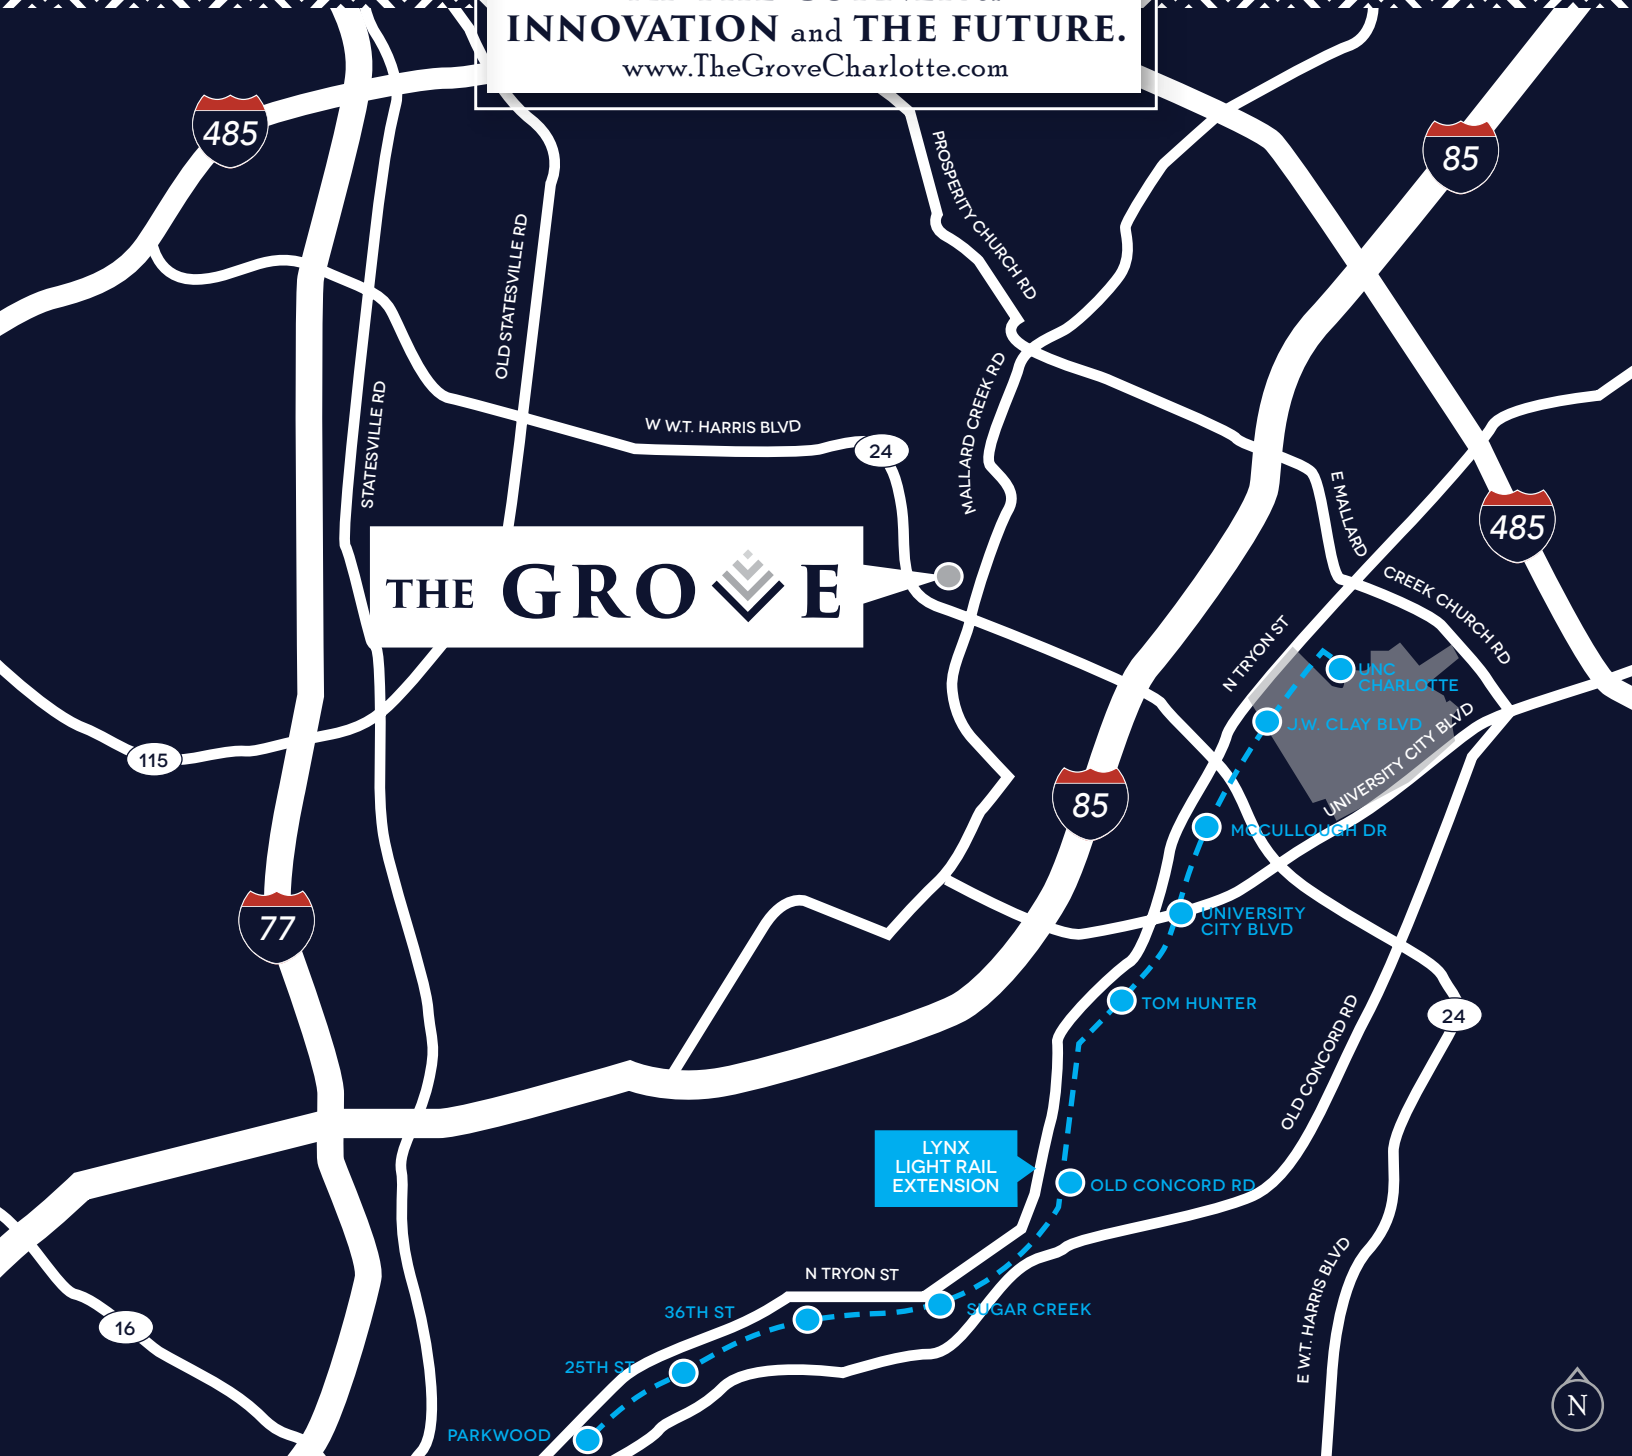 INNOVATION and THE FUTURE.
www.TheGroveCharlotte.com
485
85
PROSPERITY CHURCH RD
OLD STATESVILLE RD
MALLARD CREEK RD
STATESVILLE RD
W W.T. HARRIS BLVD
24
E MALLARD
CREEK CHURCH RD
485
THE GROVE
N TRYON ST
UNC
CHARLOTTE
J.W. CLAY BLVD
UNIVERSITY CITY BLVD
115
85
MCCULLOUGH DR
77
UNIVERSITY
CITY BLVD
TOM HUNTER
24
OLD CONCORD RD
LYNX
LIGHT RAIL
EXTENSION
OLD CONCORD RD
N TRYON ST
E W.T. HARRIS BLVD
36TH ST
SUGAR CREEK
16
25TH ST
PARKWOOD
N